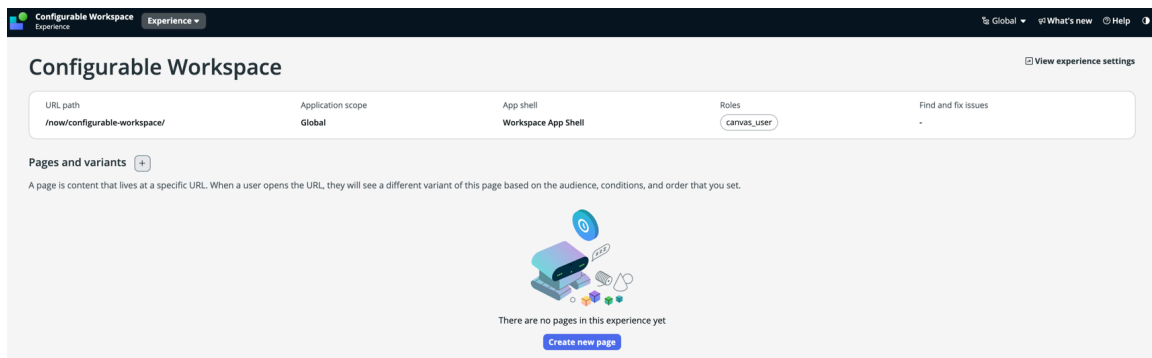 Configurable Workspace
Experience
Experience
Global
What's new
Help
Configurable Workspace
View experience settings
URL path
Application scope
App shell
Roles
Find and fix issues
/now/configurable-workspace/
Global
Workspace App Shell
canvas_user
-
Pages and variants +
A page is content that lives at a specific URL. When a user opens the URL, they will see a different variant of this page based on the audience, conditions, and order that you set.
zzz
There are no pages in this experience yet
Create new page